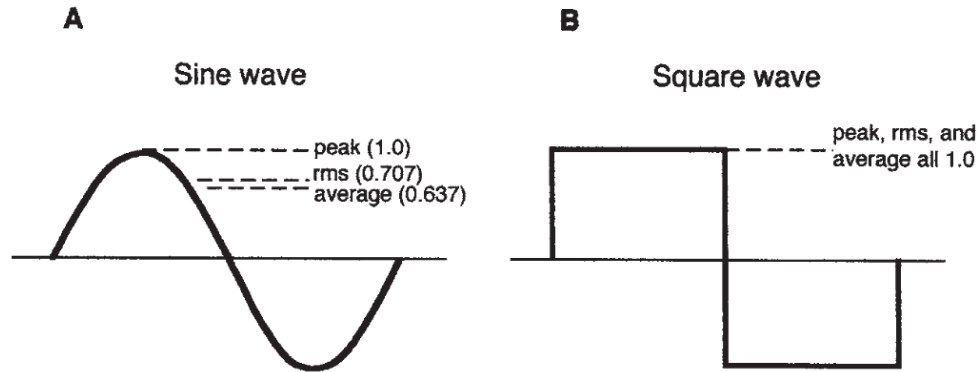 A
Sine wave
peak (1.0)
rms (0.707)
average (0.637)
B
Square wave
peak, rms, and
average all 1.0